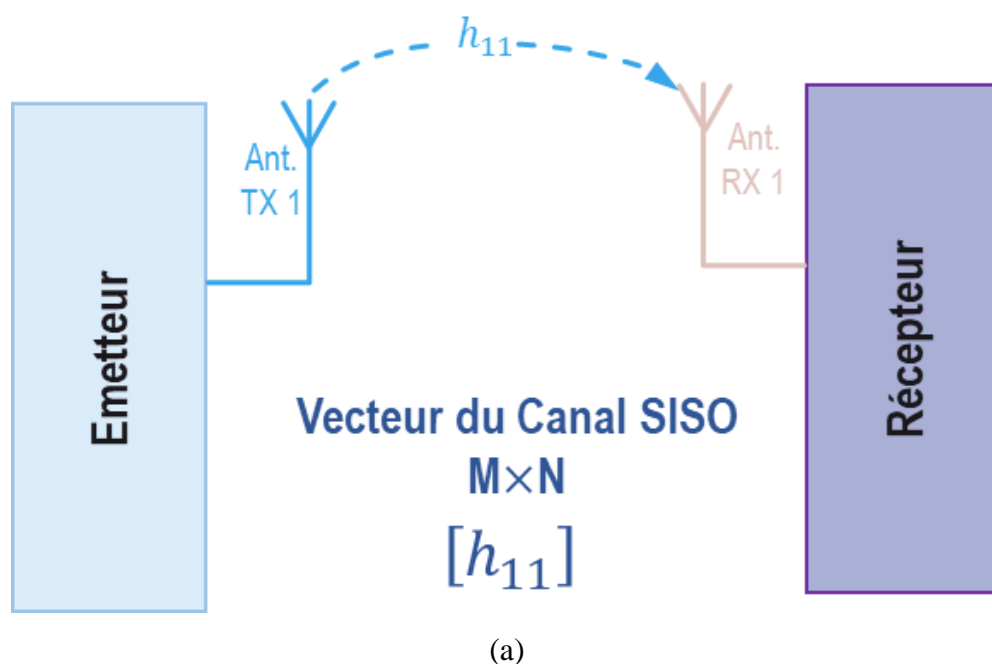 h₁₁
Ant.
TX 1
Ant.
RX 1
Emetteur
Récepteur
Vecteur du Canal SISO
M×N
[h₁₁]
(a)